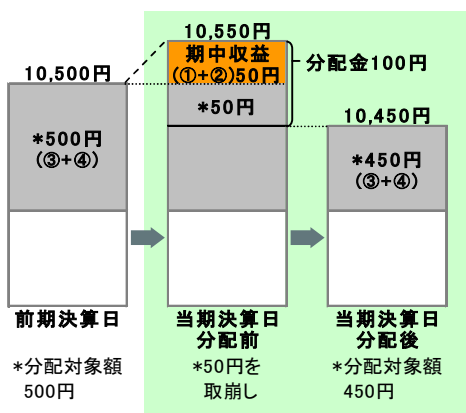 10,550円
期中収益
(①+②)50円
分配金100円
10,500円
*50円
10,450円
*500円
(③+④)
*450円
(③+④)
前期決算日
当期決算日
分配前
当期決算日
分配後
*分配対象額
500円
*50円を
取崩し
*分配対象額
450円